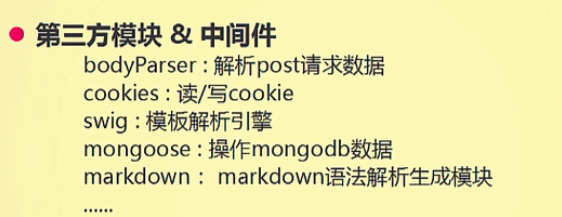 第三方模块 & 中间件
bodyParser : 解析post请求数据
cookies : 读/写cookie
swig : 模板解析引擎
mongoose : 操作mongodb数据
markdown： markdown语法解析生成模块
......